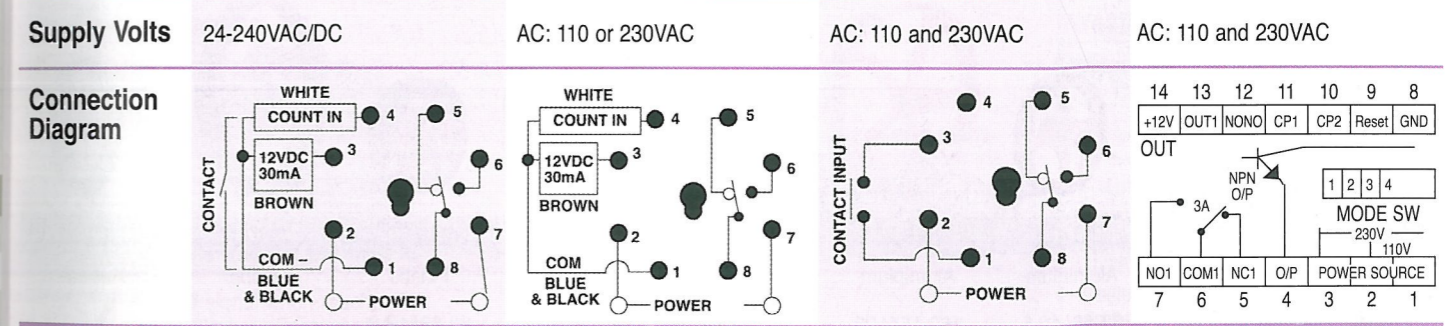 Supply Volts
24-240VAC/DC
AC: 110 or 230VAC
AC: 110 and 230VAC
AC: 110 and 230VAC
Connection
Diagram
WHITE
COUNT IN
4
5
CONTACT
12VDC
30mA
3
6
BROWN
2
7
COM –
1
8
BLUE
& BLACK
POWER
WHITE
COUNT IN
4
5
12VDC
30mA
3
6
BROWN
2
7
COM
1
8
BLUE
& BLACK
POWER
4
5
CONTACT INPUT
3
6
2
7
1
8
POWER
14 13 12 11 10 9 8
+12V OUT1 NONO CP1 CP2 Reset GND
OUT
NPN
O/P
1 2 3 4
3A
MODE SW
230V
110V
NO1 COM1 NC1 O/P POWER SOURCE
7 6 5 4 3 2 1